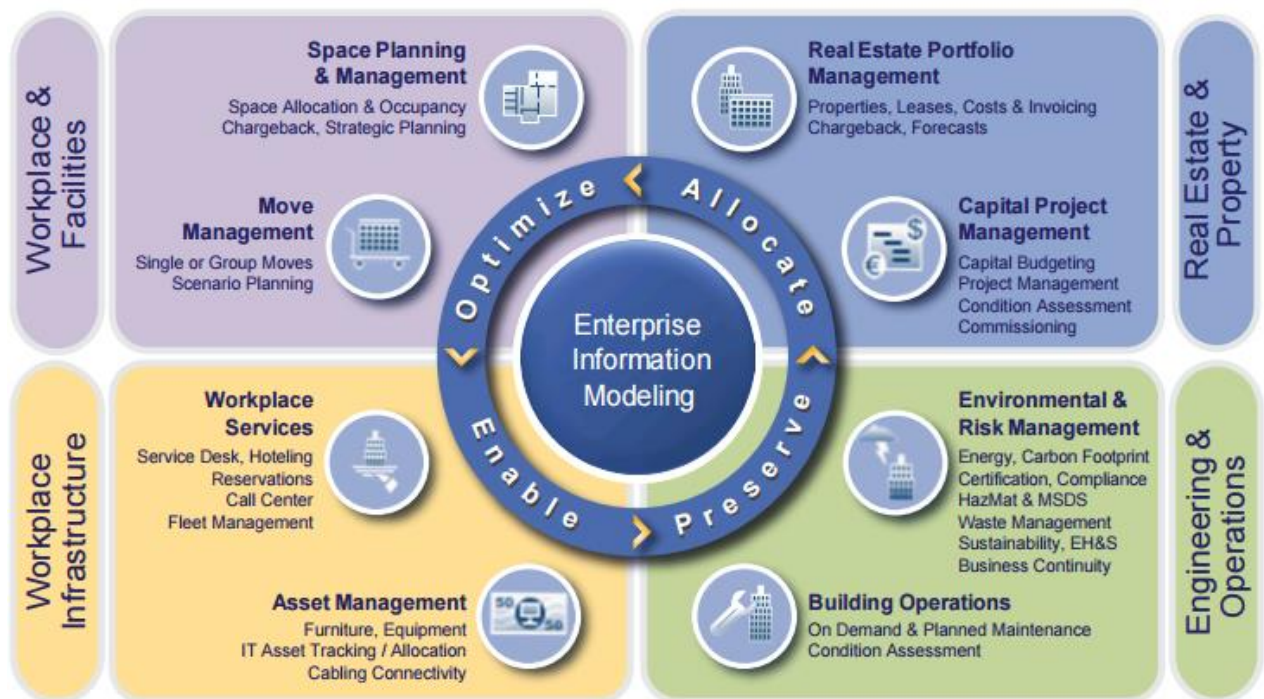 Workplace &
Facilities
Space Planning
& Management
Space Allocation & Occupancy
Chargeback, Strategic Planning
Move
Management
Single or Group Moves
Scenario Planning
Real Estate Portfolio
Management
Properties, Leases, Costs & Invoicing
Chargeback, Forecasts
Capital Project
Management
Capital Budgeting
Project Management
Condition Assessment
Commissioning
$
€
Real Estate &
Property
Optimize
Allocate
Enterprise
Information
Modeling
Enable
Preserve
Workplace
Infrastructure
Workplace
Services
Service Desk, Hoteling
Reservations
Call Center
Fleet Management
Asset Management
Furniture, Equipment
IT Asset Tracking / Allocation
Cabling Connectivity
50
50
Environmental &
Risk Management
Energy, Carbon Footprint
Certification, Compliance
HazMat & MSDS
Waste Management
Sustainability, EH&S
Business Continuity
Building Operations
On Demand & Planned Maintenance
Condition Assessment
Engineering &
Operations